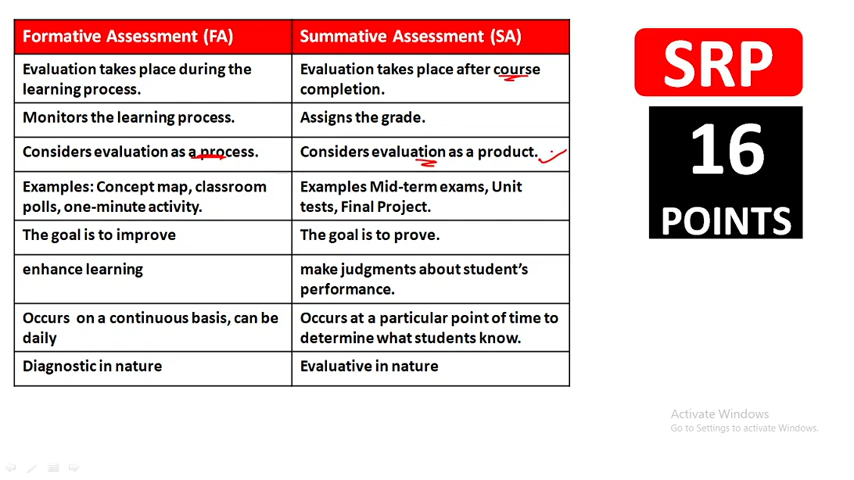 Formative Assessment (FA)
Summative Assessment (SA)
Evaluation takes place during the
learning process.
Evaluation takes place after course
completion.
Monitors the learning process.
Assigns the grade.
Considers evaluation as a process.
Considers evaluation as a product.
Examples: Concept map, classroom
polls, one-minute activity.
Examples Mid-term exams, Unit
tests, Final Project.
The goal is to improve
The goal is to prove.
enhance learning
make judgments about student’s
performance.
Occurs on a continuous basis, can be
daily
Occurs at a particular point of time to
determine what students know.
Diagnostic in nature
Evaluative in nature
SRP
16
POINTS
Activate Windows
Go to Settings to activate Windows.